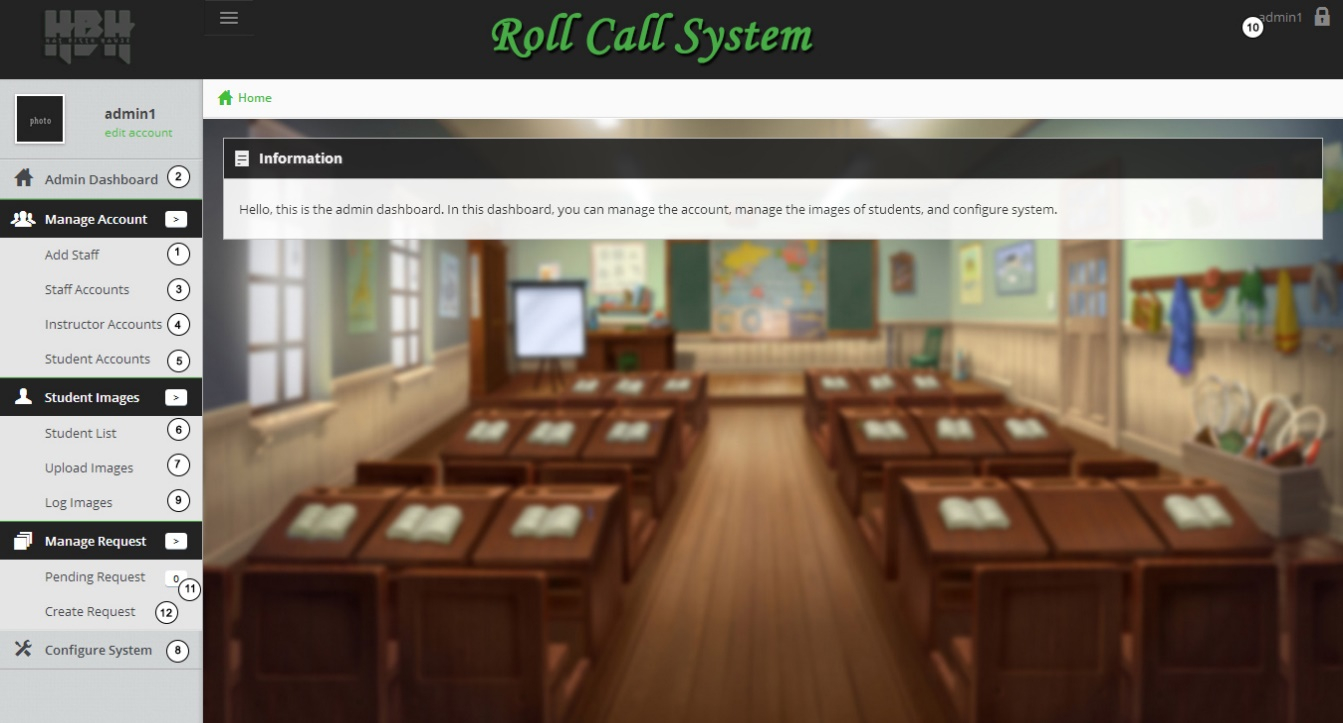 HBH
Roll Call System
10 admin1
photo
admin1
edit account
Home
Admin Dashboard 2
Manage Account >
Add Staff 1
Staff Accounts 3
Instructor Accounts 4
Student Accounts 5
Student Images >
Student List 6
Upload Images 7
Log Images 9
Manage Request >
Pending Request 0 11
Create Request 12
Configure System 8
Information
Hello, this is the admin dashboard. In this dashboard, you can manage the account, manage the images of students, and configure system.